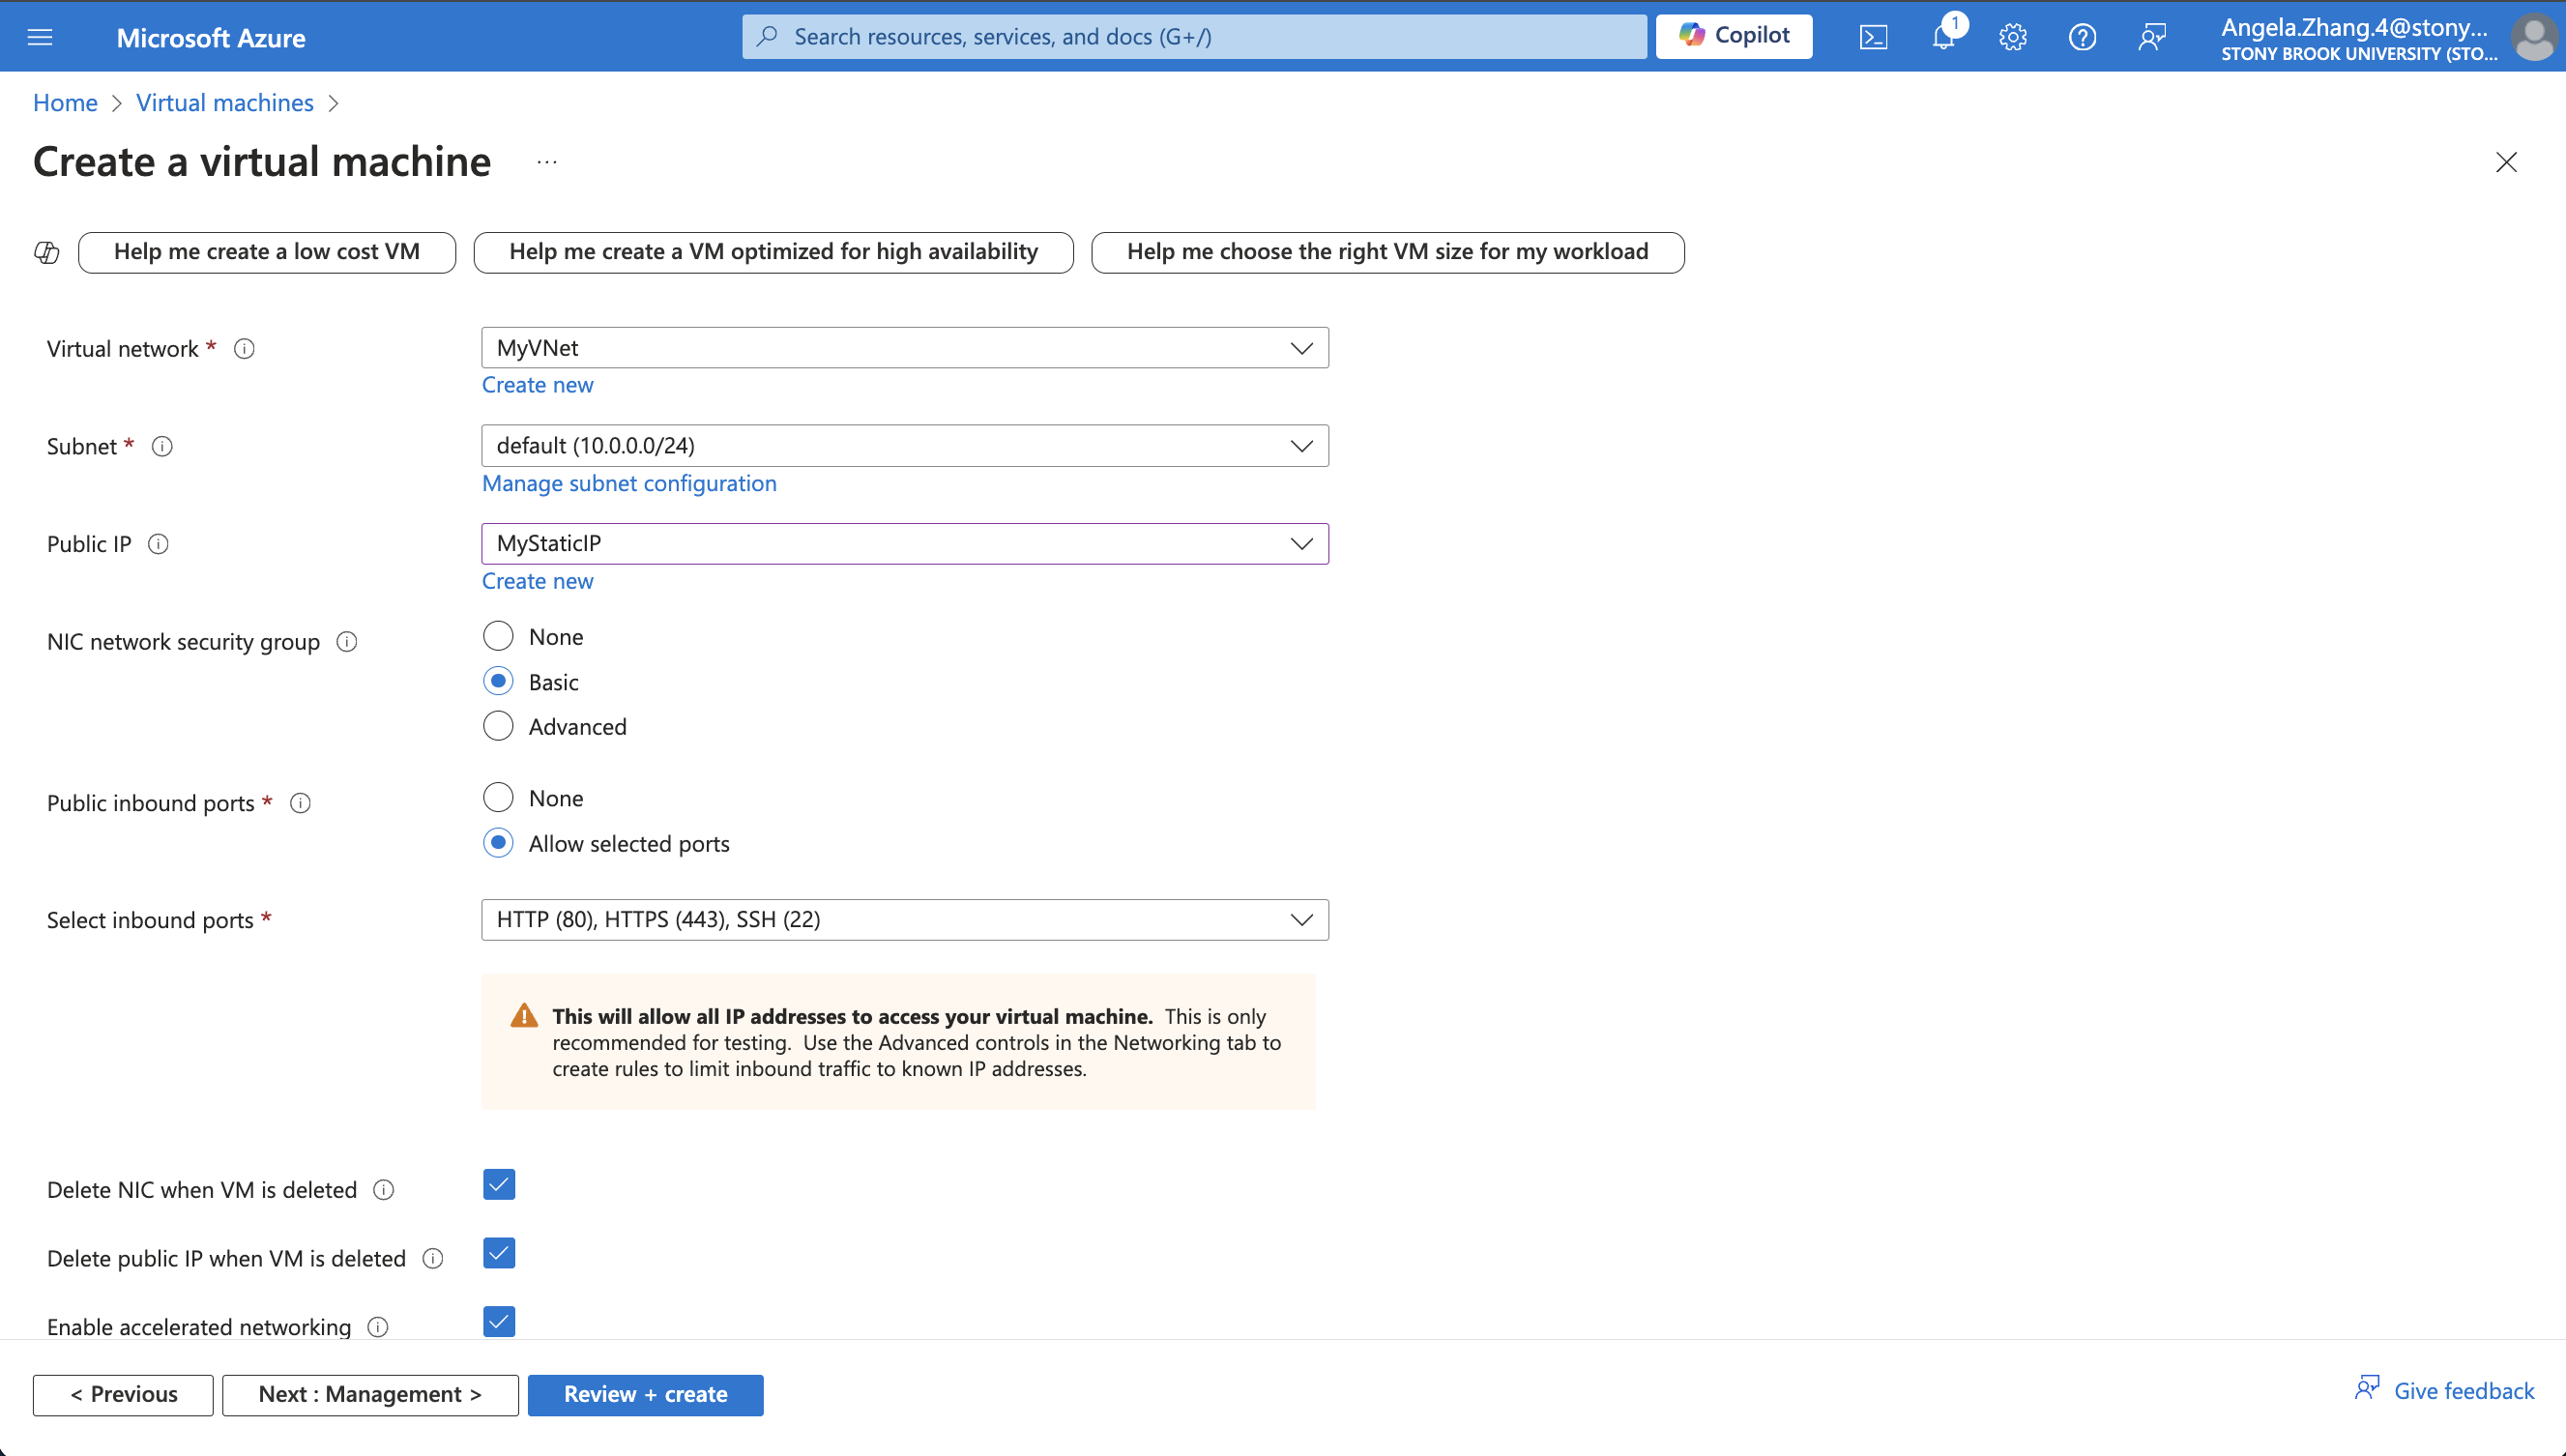 Microsoft Azure
Search resources, services, and docs (G+/)
Copilot
1
Angela.Zhang.4@stony...
STONY BROOK UNIVERSITY (STO...
Home > Virtual machines >
Create a virtual machine ...
Help me create a low cost VM
Help me create a VM optimized for high availability
Help me choose the right VM size for my workload
Virtual network *
MyVNet
Create new
Subnet *
default (10.0.0.0/24)
Manage subnet configuration
Public IP
MyStaticIP
Create new
NIC network security group
None
Basic
Advanced
Public inbound ports *
None
Allow selected ports
Select inbound ports *
HTTP (80), HTTPS (443), SSH (22)
This will allow all IP addresses to access your virtual machine. This is only
recommended for testing. Use the Advanced controls in the Networking tab to
create rules to limit inbound traffic to known IP addresses.
Delete NIC when VM is deleted
Delete public IP when VM is deleted
Enable accelerated networking
< Previous
Next : Management >
Review + create
Give feedback